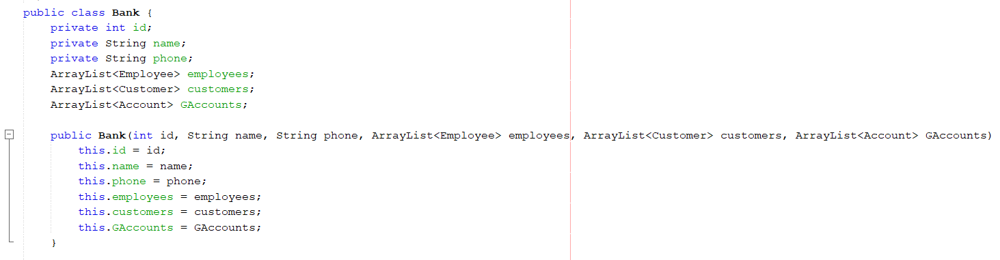 public class Bank {
    private int id;
    private String name;
    private String phone;
    ArrayList<Employee> employees;
    ArrayList<Customer> customers;
    ArrayList<Account> GAccounts;
    public Bank(int id, String name, String phone, ArrayList<Employee> employees, ArrayList<Customer> customers, ArrayList<Account> GAccounts)
        this.id = id;
        this.name = name;
        this.phone = phone;
        this.employees = employees;
        this.customers = customers;
        this.GAccounts = GAccounts;
    }